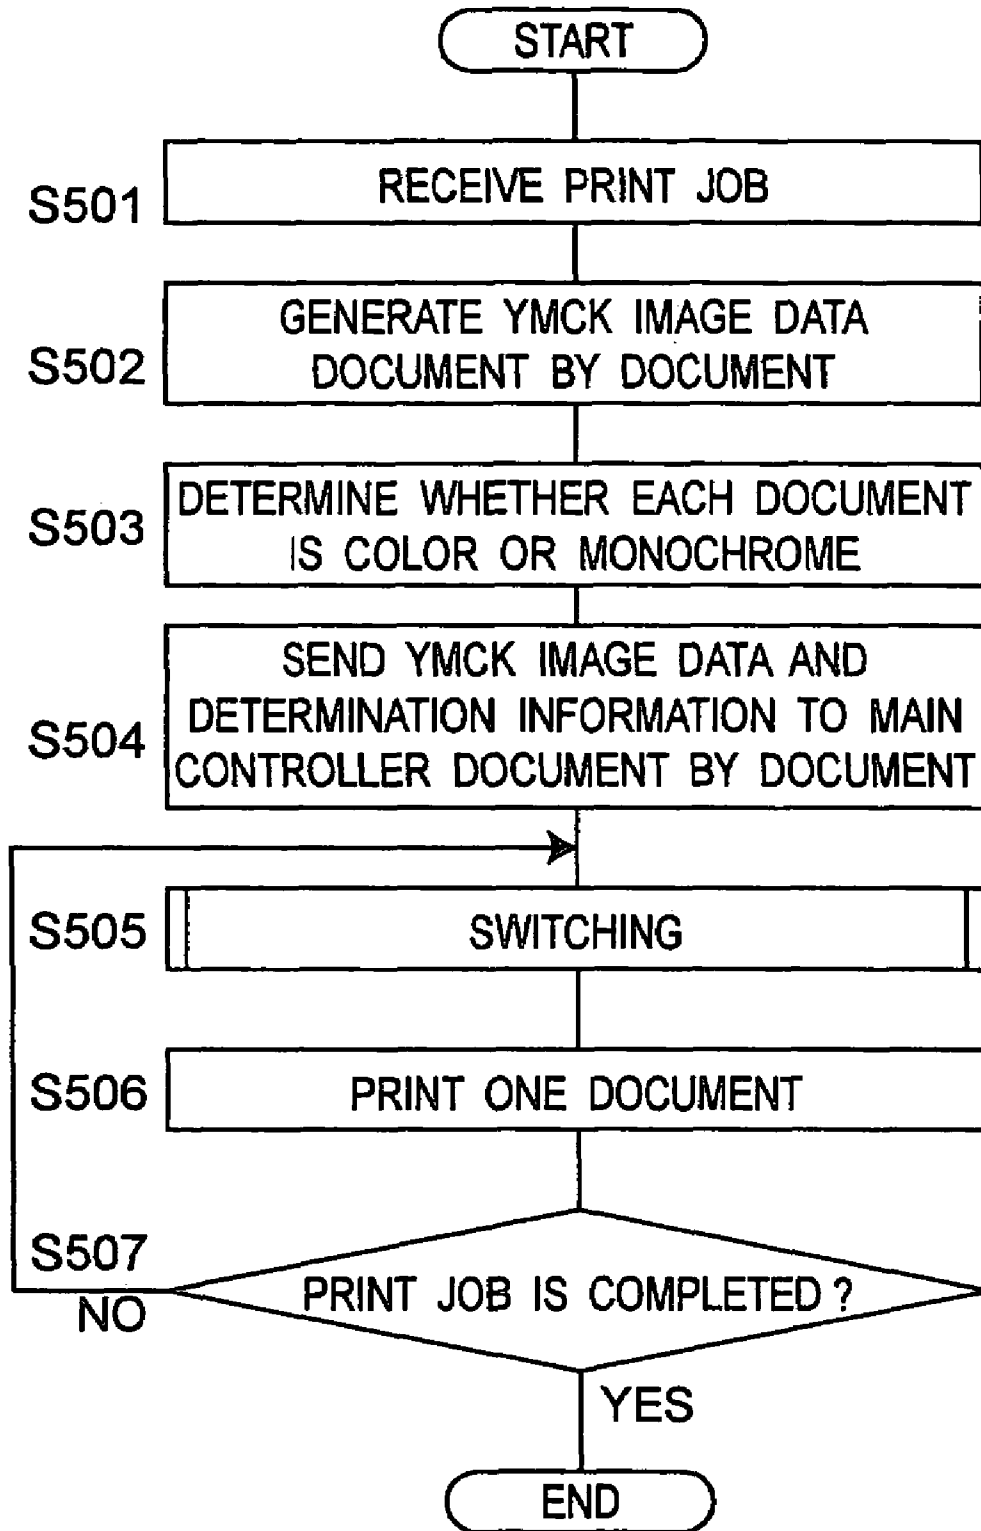 START
S501
RECEIVE PRINT JOB
S502
GENERATE YMCK IMAGE DATA
DOCUMENT BY DOCUMENT
S503
DETERMINE WHETHER EACH DOCUMENT
IS COLOR OR MONOCHROME
S504
SEND YMCK IMAGE DATA AND
DETERMINATION INFORMATION TO MAIN
CONTROLLER DOCUMENT BY DOCUMENT
S505
SWITCHING
S506
PRINT ONE DOCUMENT
S507
PRINT JOB IS COMPLETED ?
NO
YES
END